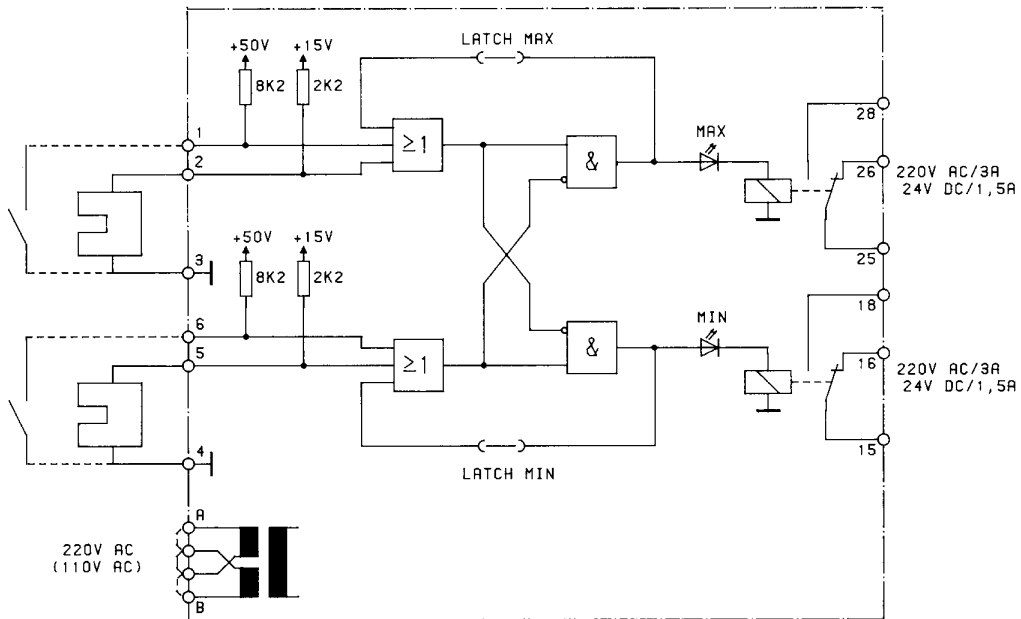 LATCH MAX
+50V
+15V
8K2
2K2
1
2
≥1
&
MAX
28
26
220V AC/3A
24V DC/1,5A
25
3
+50V
+15V
8K2
2K2
6
5
≥1
&
MIN
18
16
220V AC/3A
24V DC/1,5A
15
4
LATCH MIN
A
220V AC
(110V AC)
B